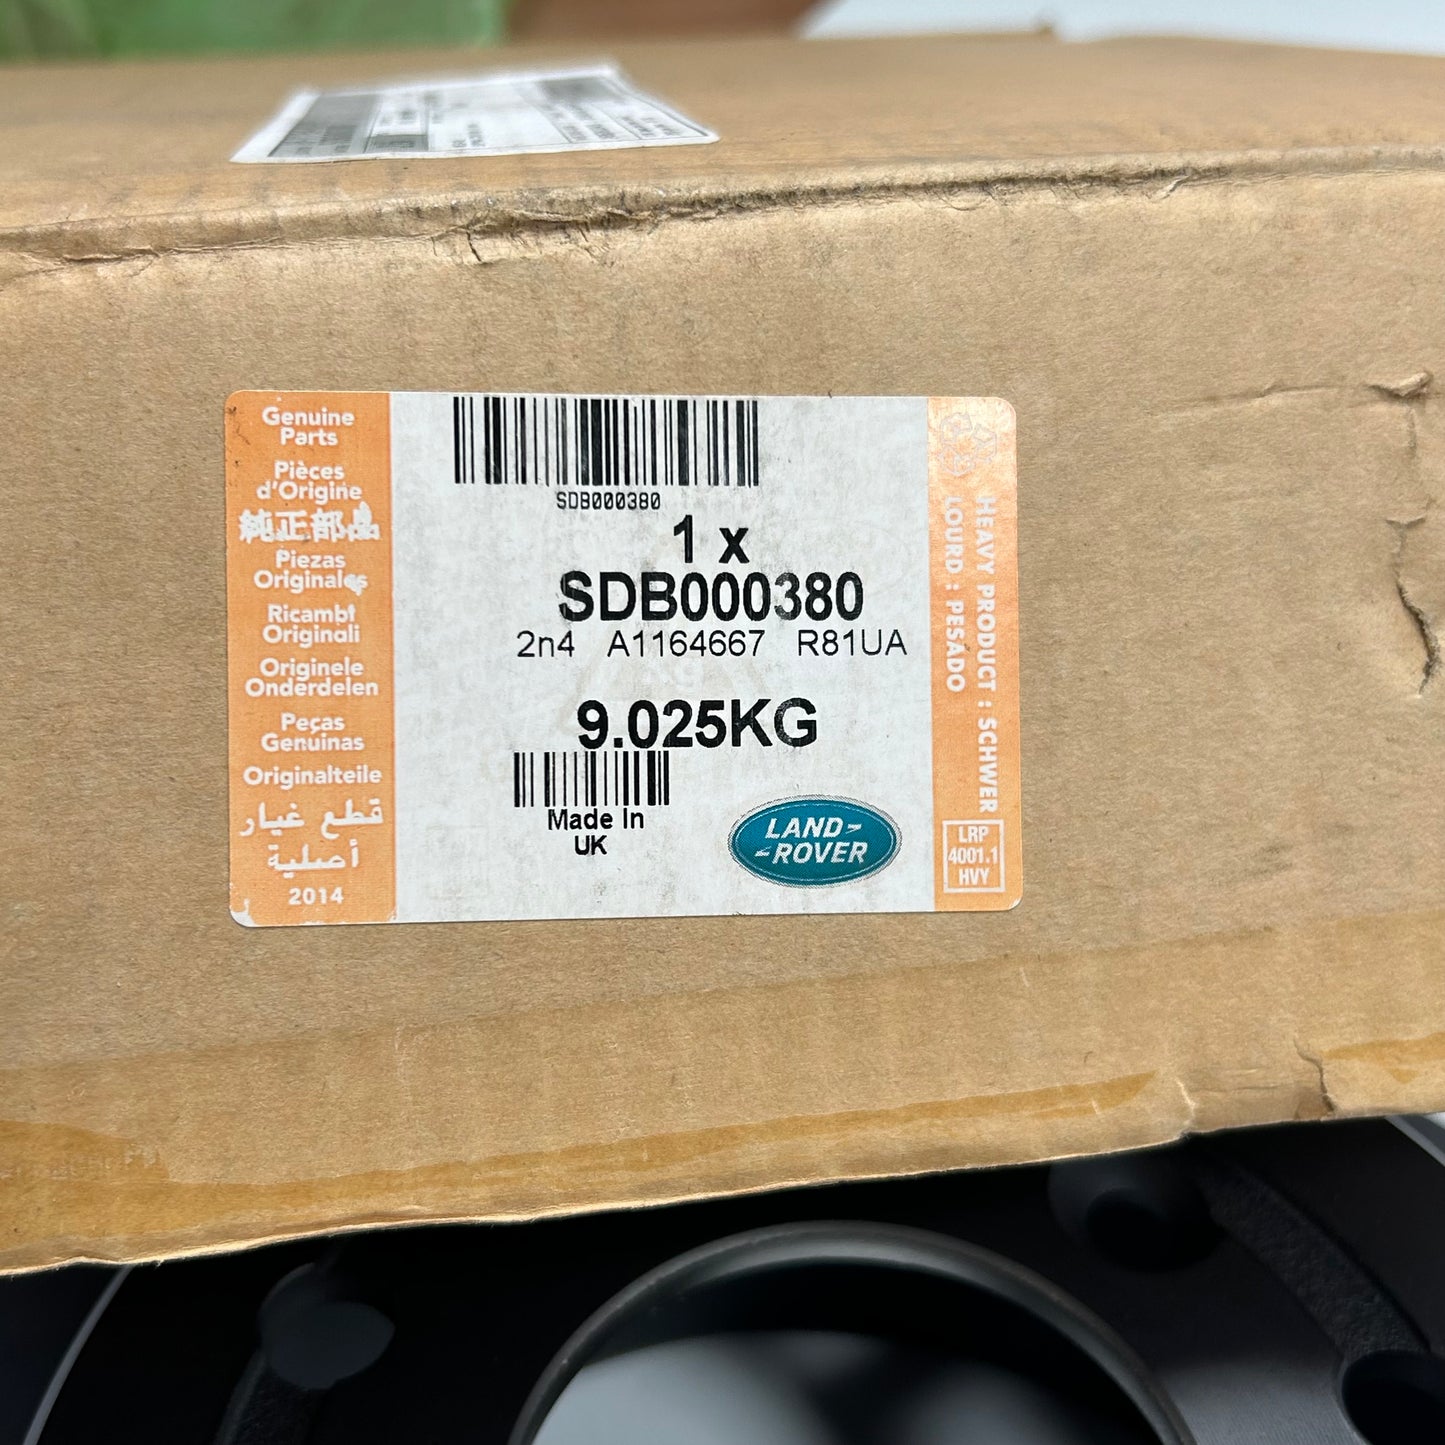 Genuine
Parts
Pièces
d'Origine
純正部品
Piezas
Originales
Ricambi
Originali
Originele
Onderdelen
Peças
Genuinas
Originalteile
قطع غيار
أصلية
2014
SDB000380
1 x
SDB000380
2n4 A1164667 R81UA
9.025KG
Made In
UK
LAND-
-ROVER
HEAVY PRODUCT : SCHWER
LOURD : PESADO
LRP
4001.1
HVY